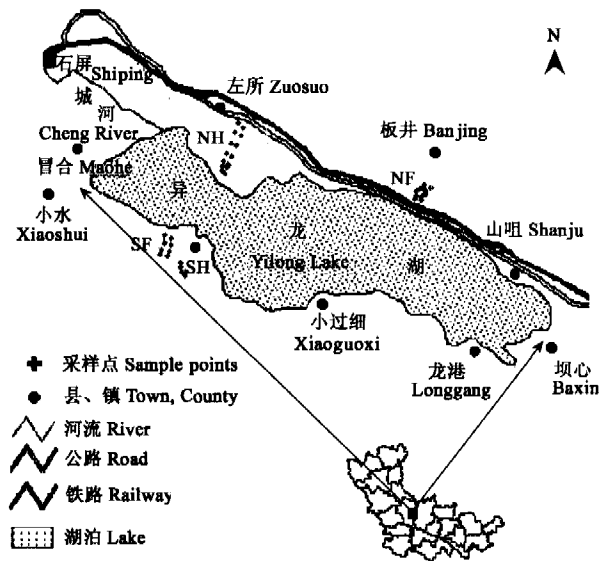 N
石屏 Shiping
城
河
Cheng River
左所 Zuosuo
NH
板井 Banjing
冒合 Maohe
NF
小水
Xiaoshui
异
龙
湖
Yilong Lake
山咀 Shanju
SF
SH
小过细
Xiaoguoxi
龙港
Longgang
坝心
Baxin
采样点 Sample points
县、镇 Town, County
河流 River
公路 Road
铁路 Railway
湖泊 Lake